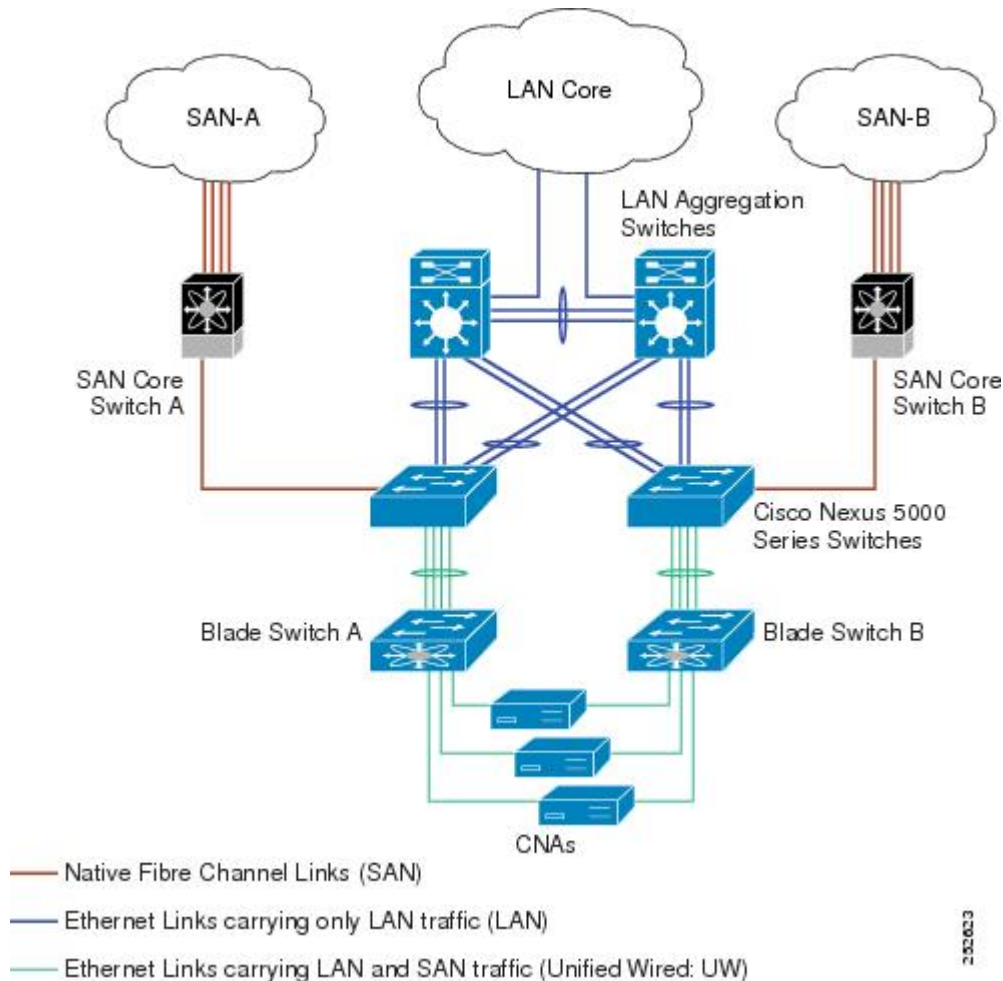 SAN-A
LAN Core
SAN-B
LAN Aggregation
Switches
SAN Core
Switch A
SAN Core
Switch B
Cisco Nexus 5000
Series Switches
Blade Switch A
Blade Switch B
CNAs
Native Fibre Channel Links (SAN)
Ethernet Links carrying only LAN traffic (LAN)
Ethernet Links carrying LAN and SAN traffic (Unified Wired: UW)
252623